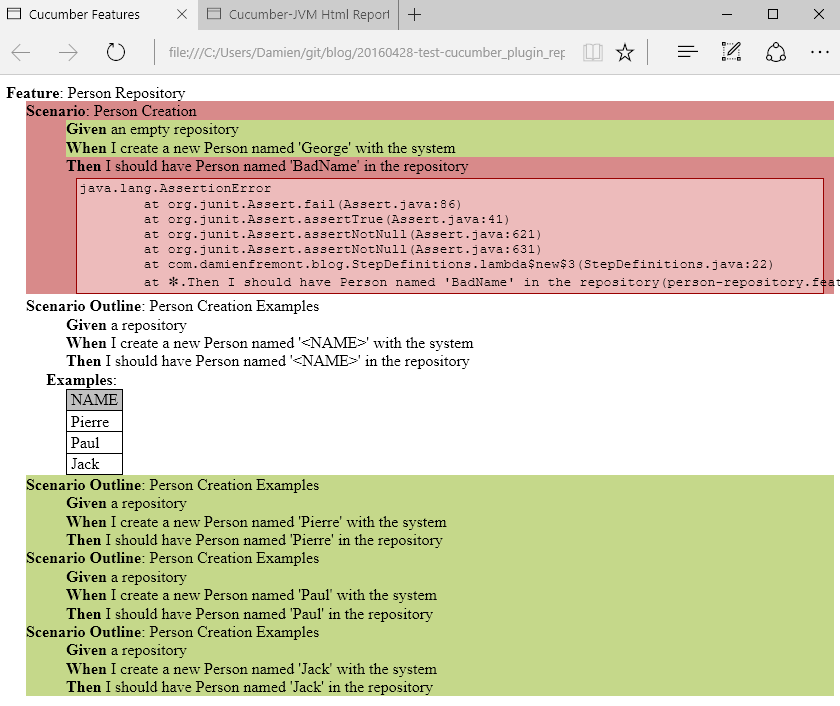 Cucumber Features
Cucumber-JVM Html Report
file:///C:/Users/Damien/git/blog/20160428-test-cucumber_plugin_rep
Feature: Person Repository
Scenario: Person Creation
Given an empty repository
When I create a new Person named 'George' with the system
Then I should have Person named 'BadName' in the repository
java.lang.AssertionError
at org.junit.Assert.fail(Assert.java:86)
at org.junit.Assert.assertTrue(Assert.java:41)
at org.junit.Assert.assertNotNull(Assert.java:621)
at org.junit.Assert.assertNotNull(Assert.java:631)
at com.damienfremont.blog.StepDefinitions.lambda$new$3(StepDefinitions.java:22)
at ✻.Then I should have Person named 'BadName' in the repository(person-repository.feat
Scenario Outline: Person Creation Examples
Given a repository
When I create a new Person named '<NAME>' with the system
Then I should have Person named '<NAME>' in the repository
Examples:
NAME
Pierre
Paul
Jack
Scenario Outline: Person Creation Examples
Given a repository
When I create a new Person named 'Pierre' with the system
Then I should have Person named 'Pierre' in the repository
Scenario Outline: Person Creation Examples
Given a repository
When I create a new Person named 'Paul' with the system
Then I should have Person named 'Paul' in the repository
Scenario Outline: Person Creation Examples
Given a repository
When I create a new Person named 'Jack' with the system
Then I should have Person named 'Jack' in the repository